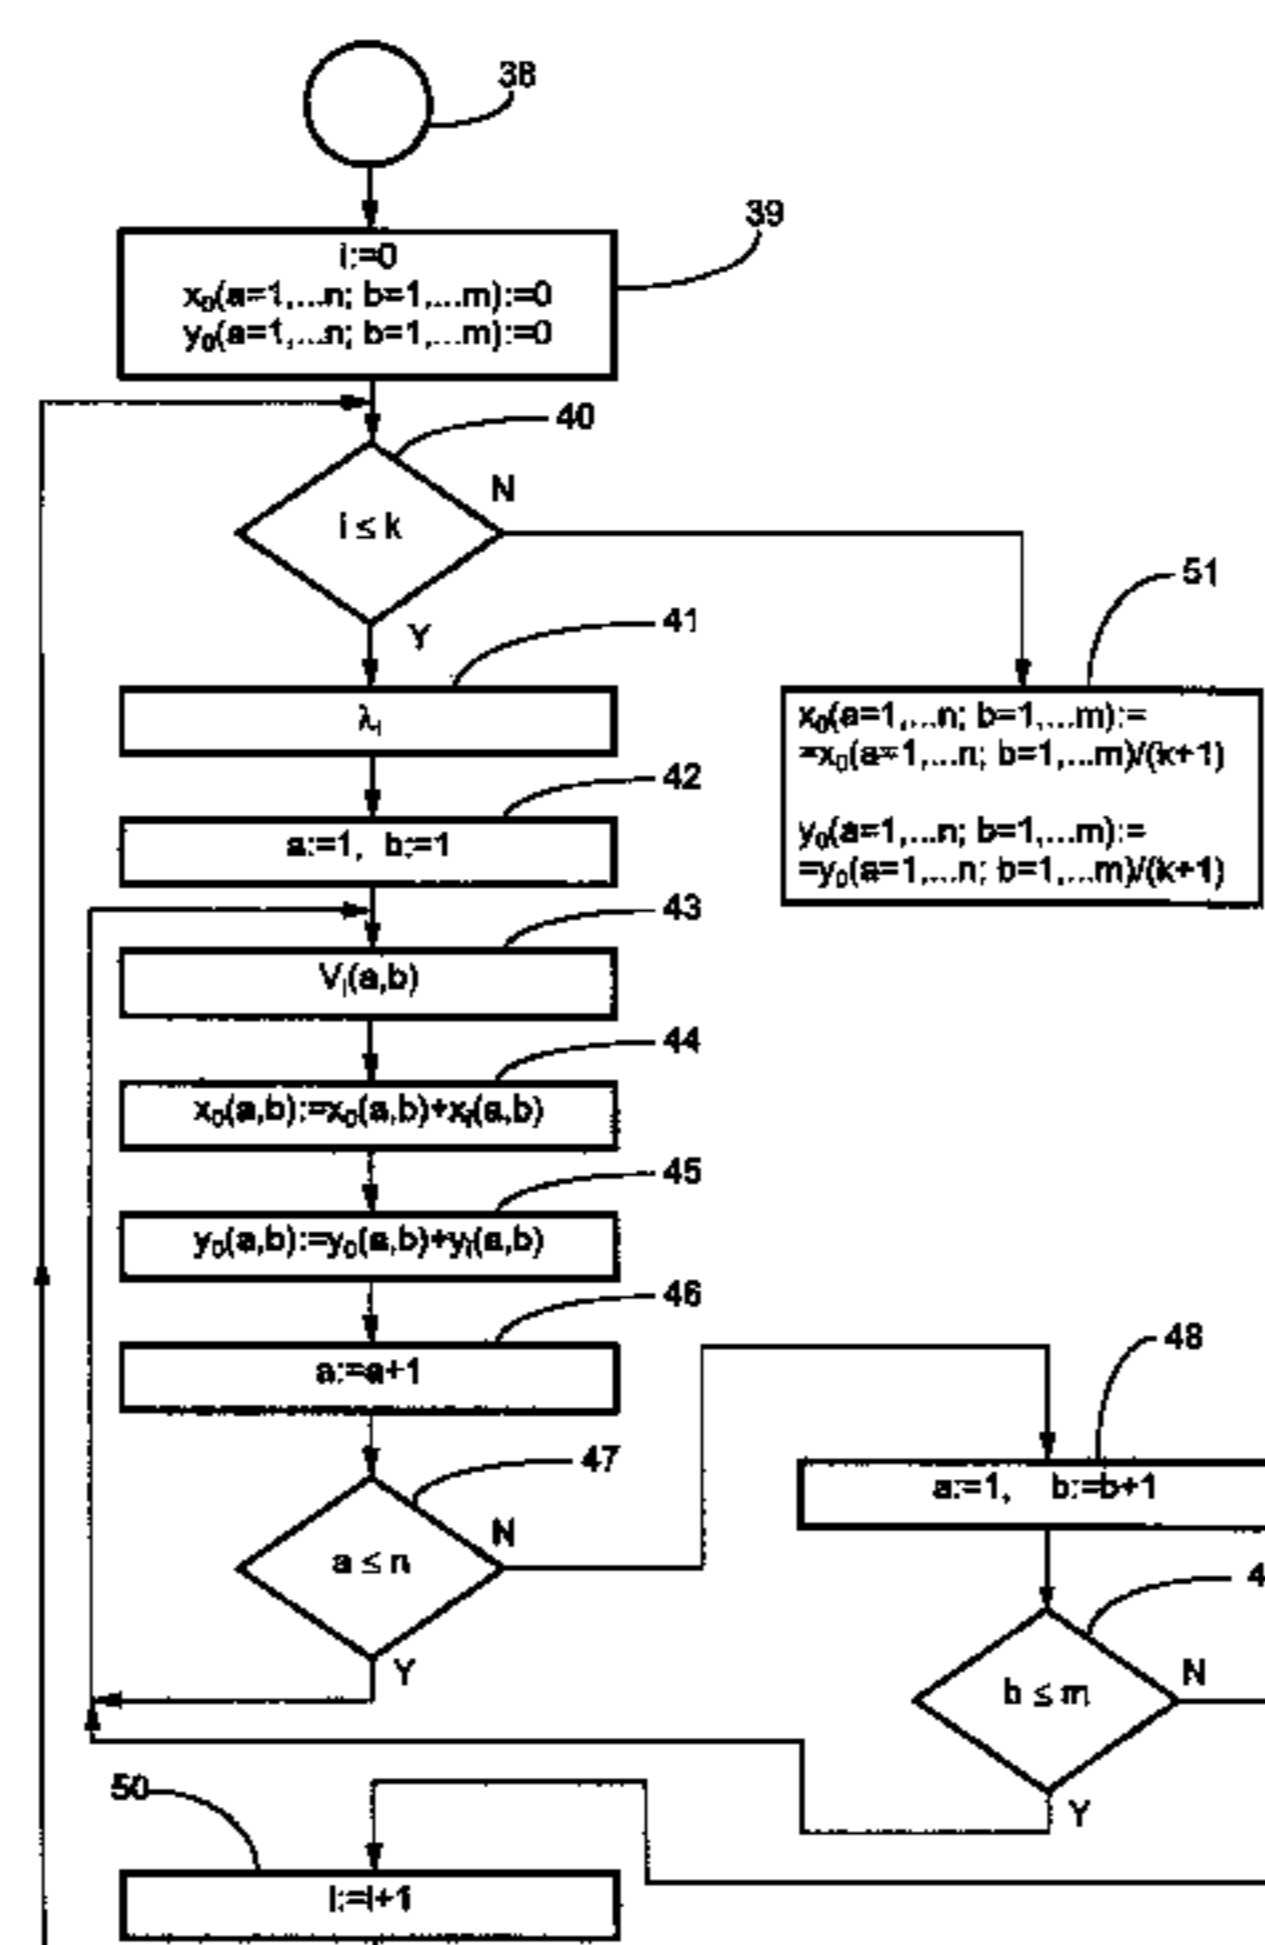 38
39
i:=0
x₀(a=1,...n; b=1,...m):=0
y₀(a=1,...n; b=1,...m):=0
40
i ≤ k
N
Y
41
λᵢ
51
x₀(a=1,...n; b=1,...m):=
=x₀(a=1,...n; b=1,...m)/(k+1)
y₀(a=1,...n; b=1,...m):=
=y₀(a=1,...n; b=1,...m)/(k+1)
42
a:=1, b:=1
43
Vᵢ(a,b)
44
x₀(a,b):=x₀(a,b)+xᵢ(a,b)
45
y₀(a,b):=y₀(a,b)+yᵢ(a,b)
46
a:=a+1
47
a ≤ n
N
Y
48
a:=1, b:=b+1
4
b ≤ m
N
Y
50
i:=i+1